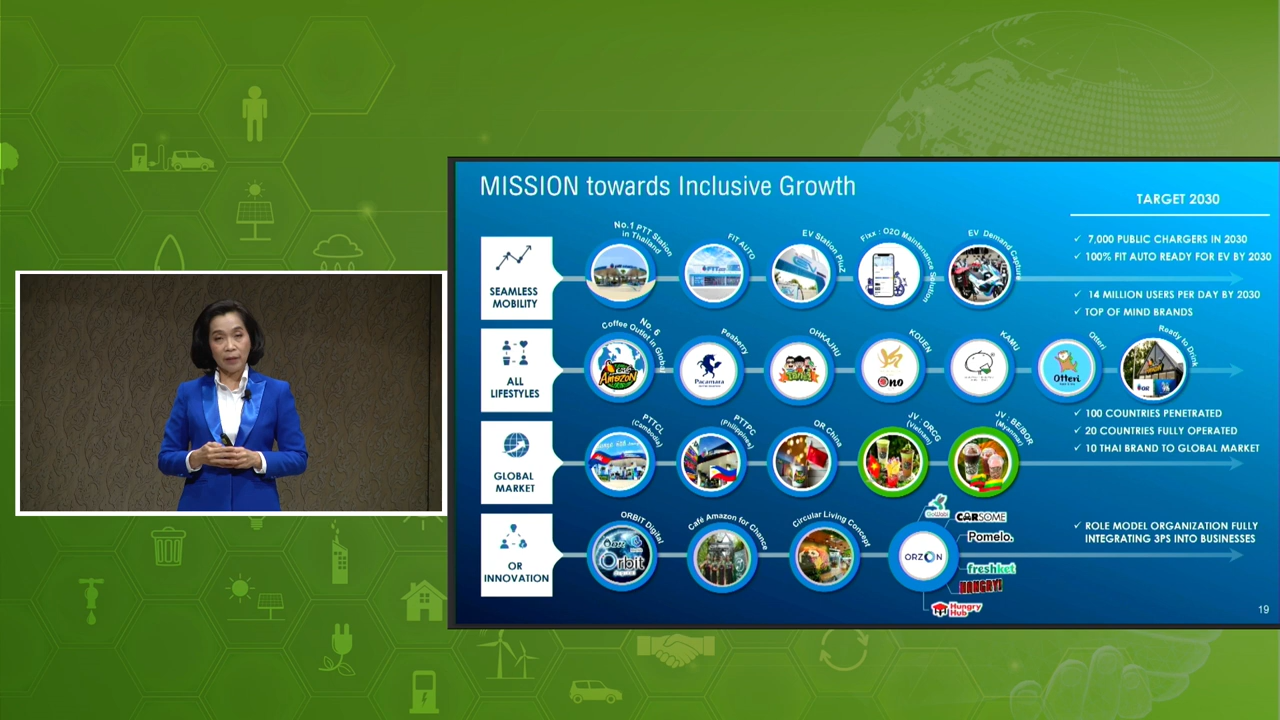 MISSION towards Inclusive Growth
TARGET 2030
SEAMLESS
MOBILITY
No.1 PTT Station
in Thailand
FIT AUTO
EV Station PluZ
Fixx : O2O Maintenance Solution
EV Demand Capture
✓ 7,000 PUBLIC CHARGERS IN 2030
✓ 100% FIT AUTO READY FOR EV BY 2030
ALL
LIFESTYLES
No. 6
Coffee Outlet in Global
Amazon
Peaberry
Pacamara
OHKAJHU
KOUEN
Ono
KAMU
Otteri
Otteri
Ready to Drink
✓ 14 MILLION USERS PER DAY BY 2030
✓ TOP OF MIND BRANDS
GLOBAL
MARKET
PTTCL
(Cambodia)
PTTPC
(Philippines)
OR China
JV : ORCG
(Vietnam)
JV : BE/BOR
(Myanmar)
✓ 100 COUNTRIES PENETRATED
✓ 20 COUNTRIES FULLY OPERATED
✓ 10 THAI BRAND TO GLOBAL MARKET
OR
INNOVATION
ORBIT Digital
Orbit
Café Amazon for Chance
Circular Living Concept
ORZON
GoWabi
CARSOME
Pomelo.
freshket
HANGRY!
Hungry
Hub
✓ ROLE MODEL ORGANIZATION FULLY
INTEGRATING 3PS INTO BUSINESSES
19